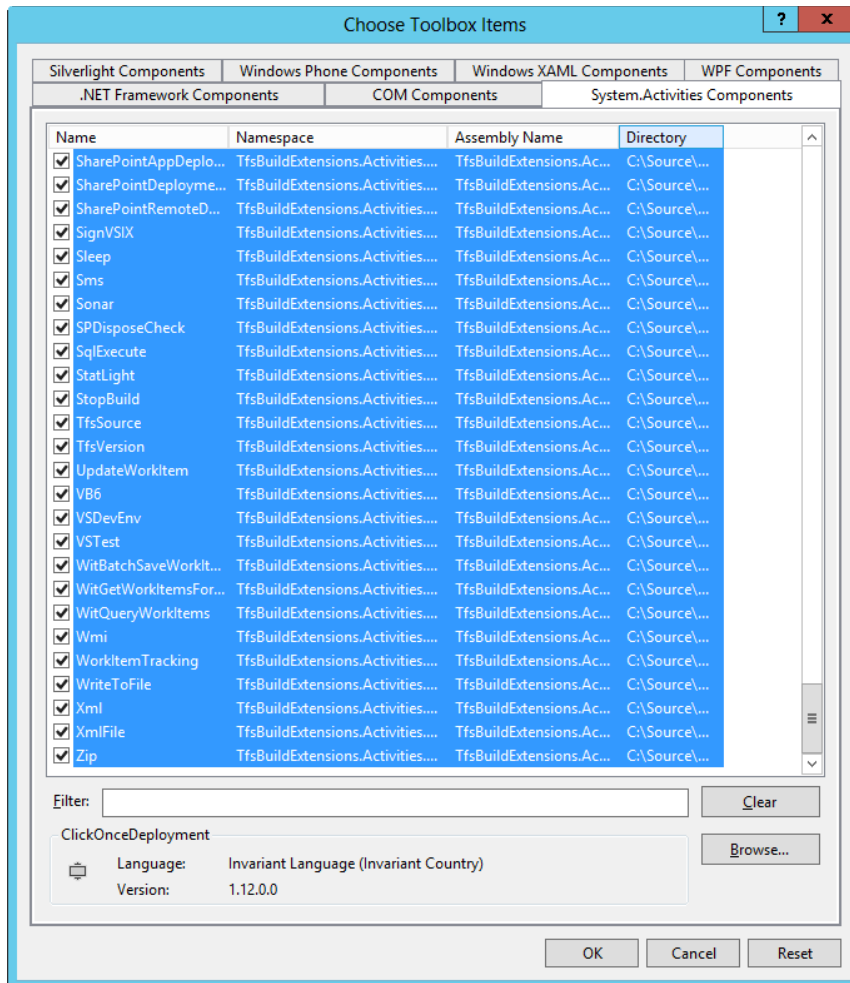 Choose Toolbox Items ? x
Silverlight Components Windows Phone Components Windows XAML Components WPF Components
.NET Framework Components COM Components System.Activities Components
Name Namespace Assembly Name Directory
SharePointAppDeplo... TfsBuildExtensions.Activities.... TfsBuildExtensions.Ac... C:\Source\...
SharePointDeployme... TfsBuildExtensions.Activities.... TfsBuildExtensions.Ac... C:\Source\...
SharePointRemoteD... TfsBuildExtensions.Activities.... TfsBuildExtensions.Ac... C:\Source\...
SignVSIX TfsBuildExtensions.Activities.... TfsBuildExtensions.Ac... C:\Source\...
Sleep TfsBuildExtensions.Activities.... TfsBuildExtensions.Ac... C:\Source\...
Sms TfsBuildExtensions.Activities.... TfsBuildExtensions.Ac... C:\Source\...
Sonar TfsBuildExtensions.Activities.... TfsBuildExtensions.Ac... C:\Source\...
SPDisposeCheck TfsBuildExtensions.Activities.... TfsBuildExtensions.Ac... C:\Source\...
SqlExecute TfsBuildExtensions.Activities.... TfsBuildExtensions.Ac... C:\Source\...
StatLight TfsBuildExtensions.Activities.... TfsBuildExtensions.Ac... C:\Source\...
StopBuild TfsBuildExtensions.Activities.... TfsBuildExtensions.Ac... C:\Source\...
TfsSource TfsBuildExtensions.Activities.... TfsBuildExtensions.Ac... C:\Source\...
TfsVersion TfsBuildExtensions.Activities.... TfsBuildExtensions.Ac... C:\Source\...
UpdateWorkItem TfsBuildExtensions.Activities.... TfsBuildExtensions.Ac... C:\Source\...
VB6 TfsBuildExtensions.Activities.... TfsBuildExtensions.Ac... C:\Source\...
VSDevEnv TfsBuildExtensions.Activities.... TfsBuildExtensions.Ac... C:\Source\...
VSTest TfsBuildExtensions.Activities.... TfsBuildExtensions.Ac... C:\Source\...
WitBatchSaveWorkIt... TfsBuildExtensions.Activities.... TfsBuildExtensions.Ac... C:\Source\...
WitGetWorkItemsFor... TfsBuildExtensions.Activities.... TfsBuildExtensions.Ac... C:\Source\...
WitQueryWorkItems TfsBuildExtensions.Activities.... TfsBuildExtensions.Ac... C:\Source\...
Wmi TfsBuildExtensions.Activities.... TfsBuildExtensions.Ac... C:\Source\...
WorkItemTracking TfsBuildExtensions.Activities.... TfsBuildExtensions.Ac... C:\Source\...
WriteToFile TfsBuildExtensions.Activities.... TfsBuildExtensions.Ac... C:\Source\...
Xml TfsBuildExtensions.Activities.... TfsBuildExtensions.Ac... C:\Source\...
XmlFile TfsBuildExtensions.Activities.... TfsBuildExtensions.Ac... C:\Source\...
Zip TfsBuildExtensions.Activities.... TfsBuildExtensions.Ac... C:\Source\...
Filter: Clear
ClickOnceDeployment
Browse...
Language: Invariant Language (Invariant Country)
Version: 1.12.0.0
OK Cancel Reset